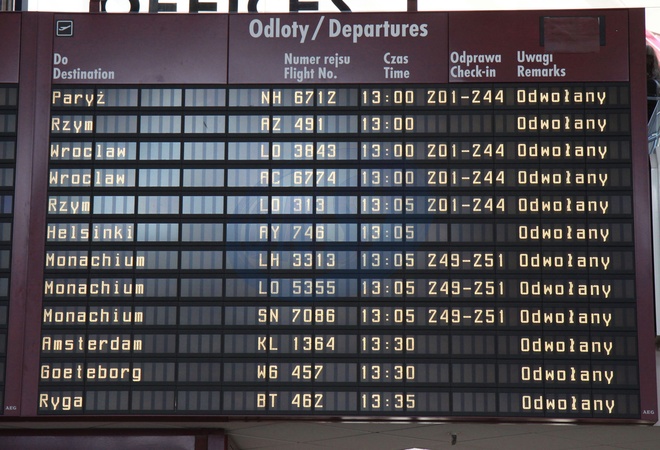 OFFICES
Odloty / Departures
Do Numer rejsu Czas Odprawa Uwagi
Destination Flight No. Time Check-in Remarks
Paryż NH 6712 13:00 201-244 Odwołany
Rzym AZ 491 13:00 Odwołany
Wroclaw LO 3843 13:00 201-244 Odwołany
Wroclaw AC 6774 13:00 201-244 Odwołany
Rzym LO 313 13:05 201-244 Odwołany
Helsinki AY 746 13:05 Odwołany
Monachium LH 3313 13:05 249-251 Odwołany
Monachium LO 5355 13:05 249-251 Odwołany
Monachium SN 7086 13:05 249-251 Odwołany
Amsterdam KL 1364 13:30 Odwołany
Goeteborg W6 457 13:30 Odwołany
Ryga BT 462 13:35 Odwołany
AEG AEG